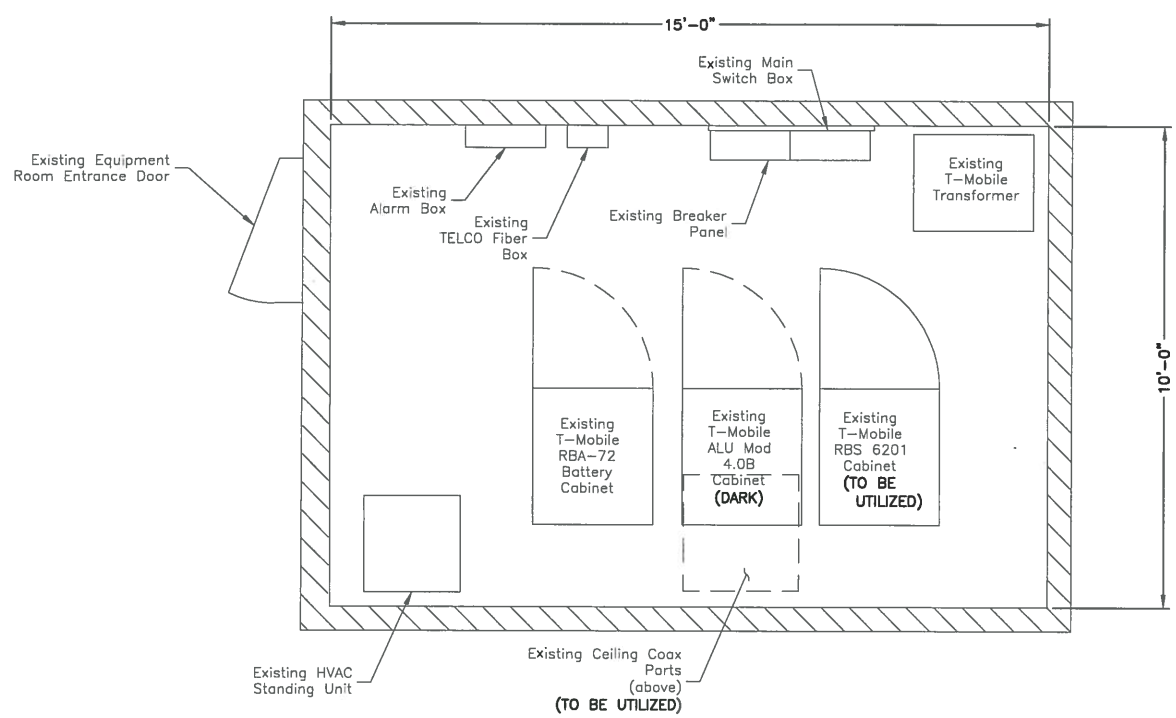 15'-0"
Existing Main
Switch Box
Existing Equipment
Room Entrance Door
Existing
Alarm Box
Existing
TELCO Fiber
Box
Existing Breaker
Panel
Existing
T-Mobile
Transformer
10'-0"
Existing
T-Mobile
RBA-72
Battery
Cabinet
Existing
T-Mobile
ALU Mod
4.0B
Cabinet
(DARK)
Existing
T-Mobile
RBS 6201
Cabinet
(TO BE
UTILIZED)
Existing HVAC
Standing Unit
Existing Ceiling Coax
Ports
(above)
(TO BE UTILIZED)